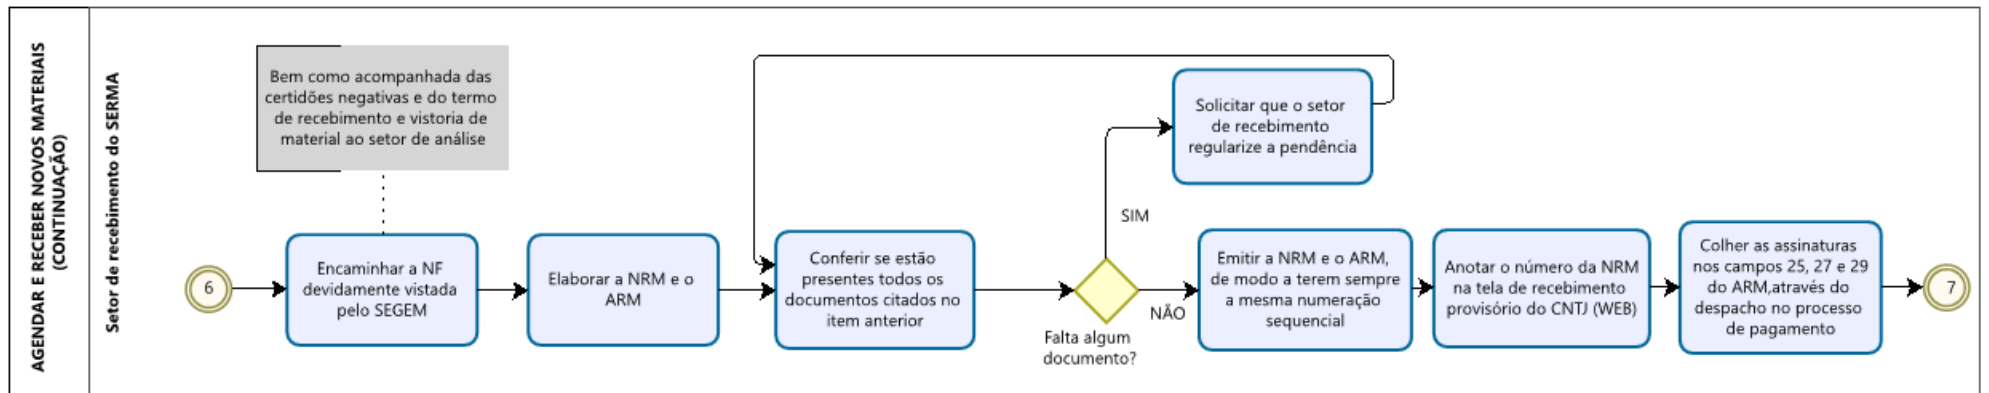 AGENDAR E RECEBER NOVOS MATERIAIS
(CONTINUAÇÃO)
Setor de recebimento do SERMA
Bem como acompanhada das
certidões negativas e do termo
de recebimento e vistoria de
material ao setor de análise
6
Encaminhar a NF
devidamente vistada
pelo SEGEM
Elaborar a NRM e o
ARM
Conferir se estão
presentes todos os
documentos citados no
item anterior
Falta algum
documento?
SIM
Solicitar que o setor
de recebimento
regularize a pendência
NÃO
Emitir a NRM e o ARM,
de modo a terem sempre
a mesma numeração
sequencial
Anotar o número da NRM
na tela de recebimento
provisório do CNTJ (WEB)
Colher as assinaturas
nos campos 25, 27 e 29
do ARM,através do
despacho no processo
de pagamento
7